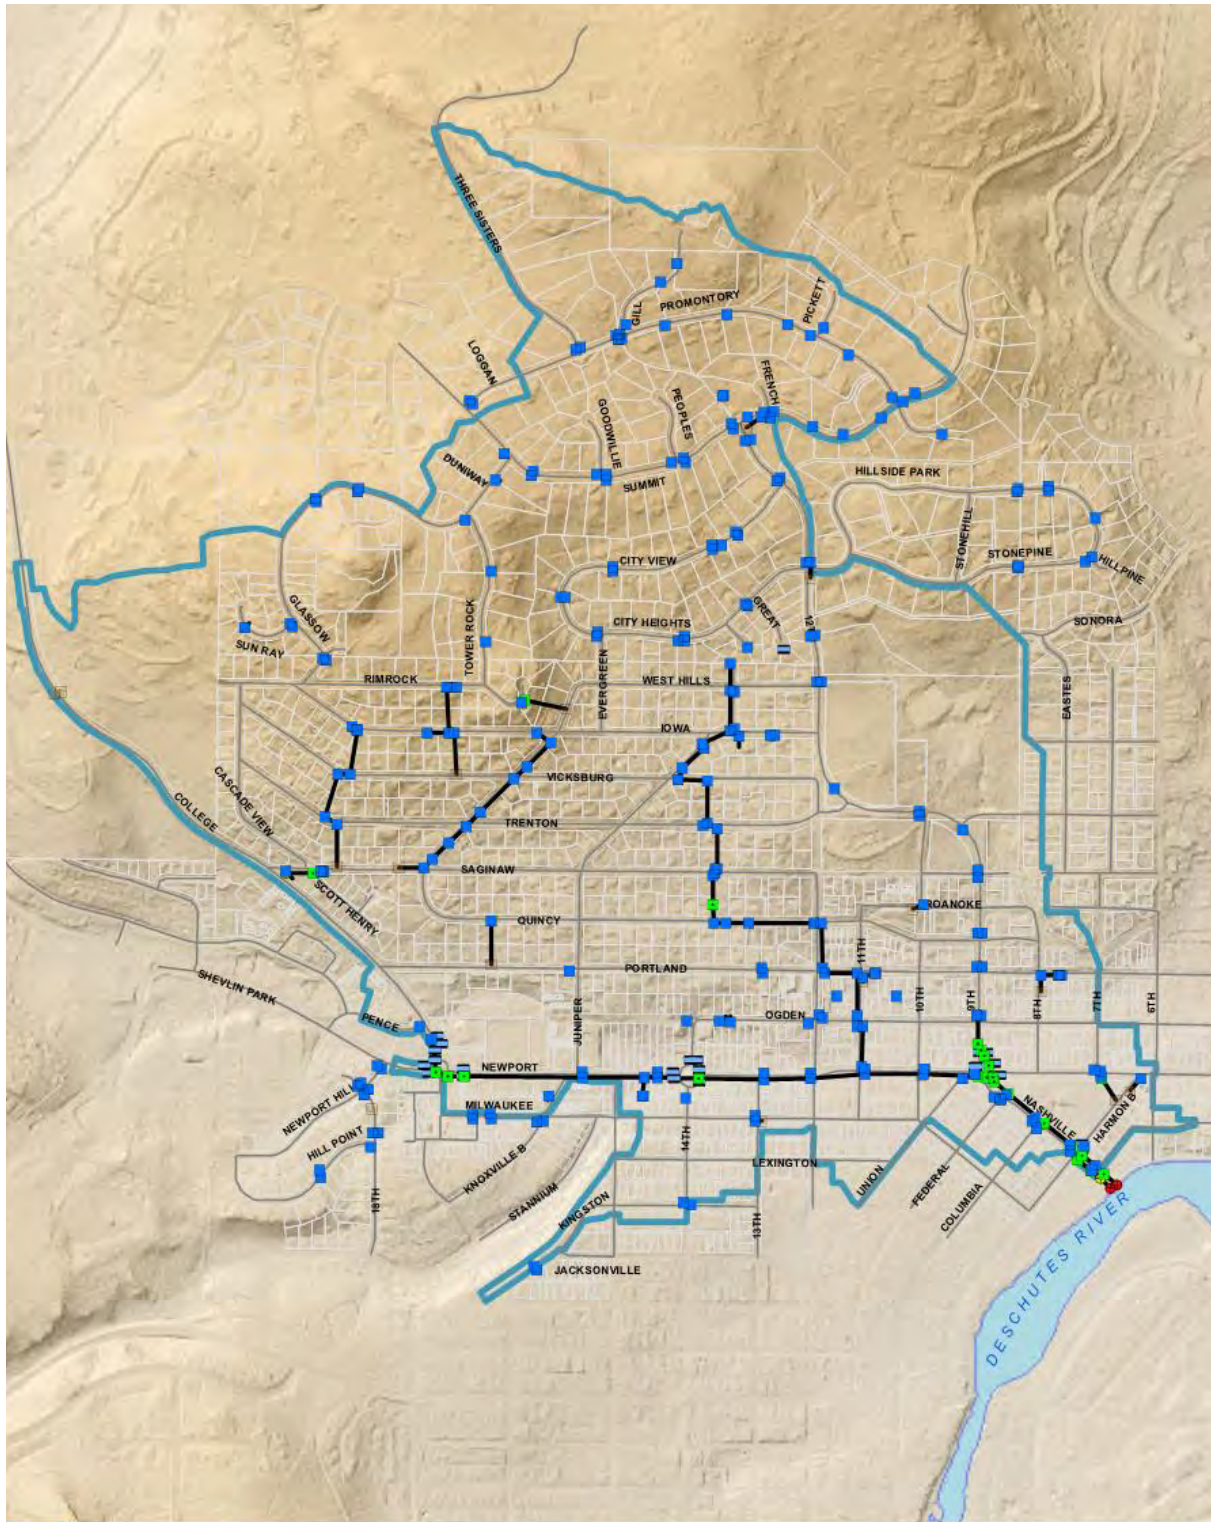 THREE SISTERS
PICKETT
PROMONTORY
GILL
LOGGAN
FRENCH
PEOPLES
GOODWILLIE
DUNIWAY
SUMMIT
HILLSIDE PARK
STONEHILL
STONEPINE
HILLPINE
CITY VIEW
GLASSOW
GREAT
SONORA
CITY HEIGHTS
TOWER ROCK
SUN RAY
EVERGREEN
RIMROCK
WEST HILLS
EASTES
IOWA
VICKSBURG
CASCADE VIEW
COLLEGE
TRENTON
SAGINAW
SCOTT HENRY
ROANOKE
QUINCY
11TH
PORTLAND
SHEVLIN PARK
10TH
9TH
8TH
7TH
6TH
PENCE
JUNIPER
OGDEN
NEWPORT
NEWPORT HILL
MILWAUKEE
NASHVILLE
HARMON B
HILL POINT
14TH
KNOXVILLE B
LEXINGTON
UNION
FEDERAL
COLUMBIA
STANNIUM
KINGSTON
18TH
13TH
JACKSONVILLE
DESCHUTES RIVER